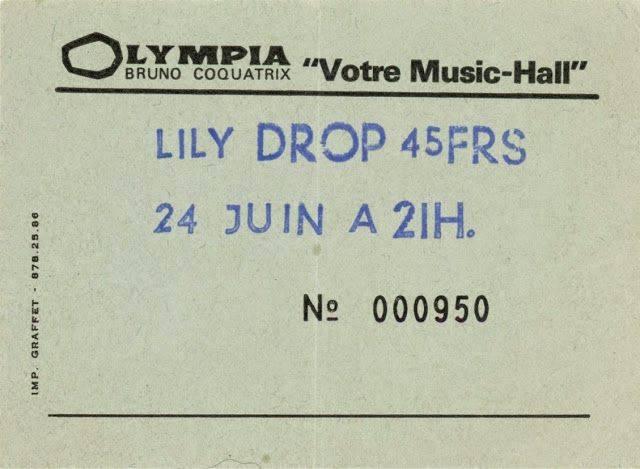 OLYMPIA
BRUNO COQUATRIX "Votre Music-Hall"
LILY DROP 45FRS
24 JUIN A 21H.
Nº 000950
IMP. GRAFFET - 878.25.86